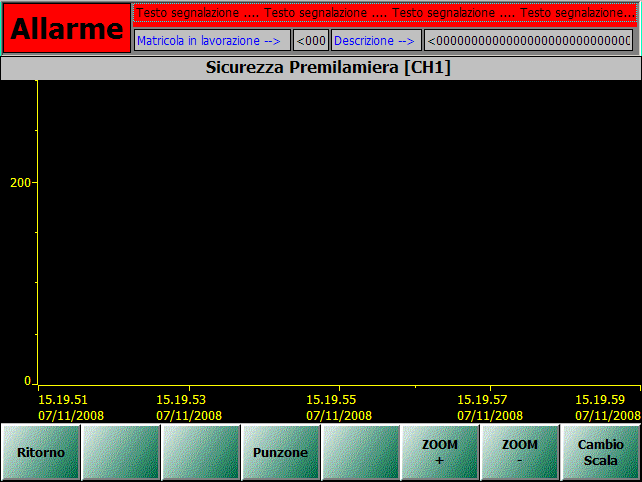 Allarme
Testo segnalazione .... Testo segnalazione .... Testo segnalazione .... Testo segnalazione...
Matricola in lavorazione --> <000 Descrizione -->
Sicurezza Premilamiera [CH1]
200
0
15.19.51 15.19.53 15.19.55 15.19.57 15.19.59
07/11/2008 07/11/2008 07/11/2008 07/11/2008 07/11/2008
Ritorno Punzone ZOOM + ZOOM - Cambio Scala